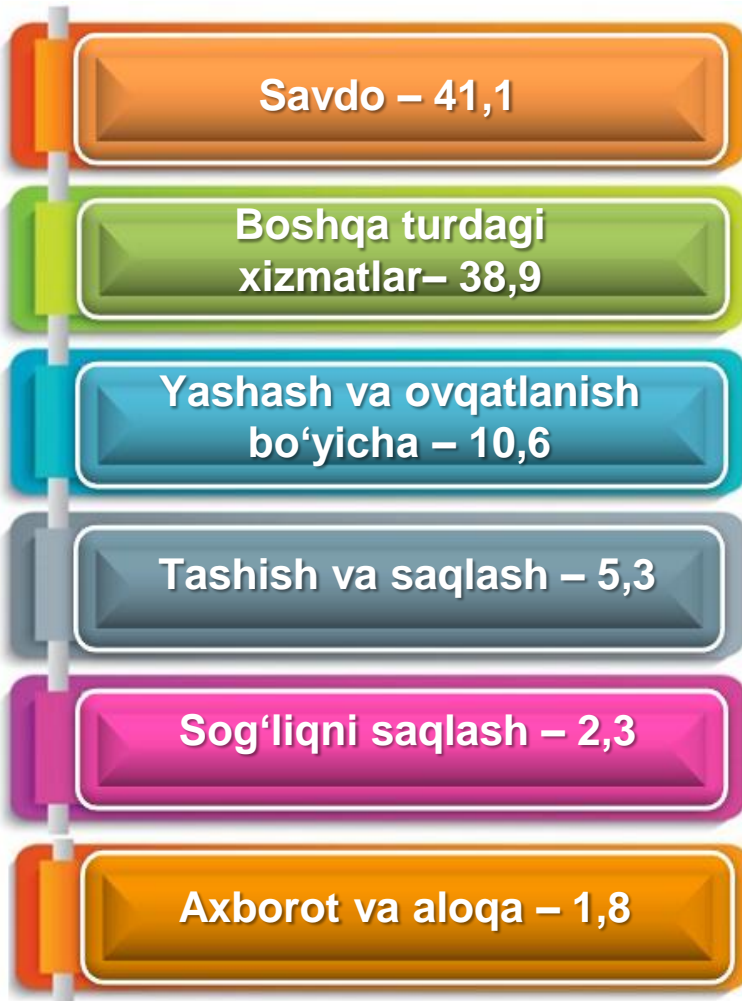 Savdo – 41,1
Boshqa turdagi
xizmatlar– 38,9
Yashash va ovqatlanish
bo‘yicha – 10,6
Tashish va saqlash – 5,3
Sog‘liqni saqlash – 2,3
Axborot va aloqa – 1,8